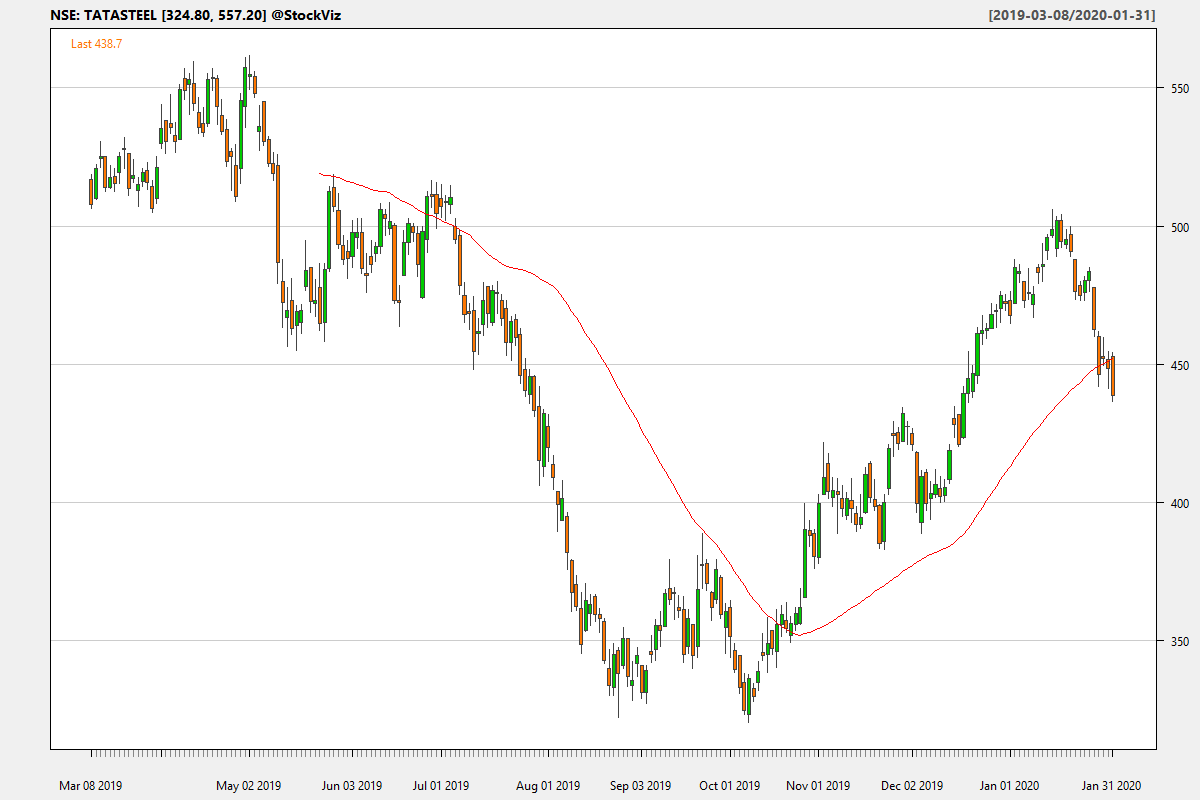 NSE: TATASTEEL [324.80, 557.20] @StockViz [2019-03-08/2020-01-31]
Last 438.7
550
500
450
400
350
Mar 08 2019 May 02 2019 Jun 03 2019 Jul 01 2019 Aug 01 2019 Sep 03 2019 Oct 01 2019 Nov 01 2019 Dec 02 2019 Jan 01 2020 Jan 31 2020